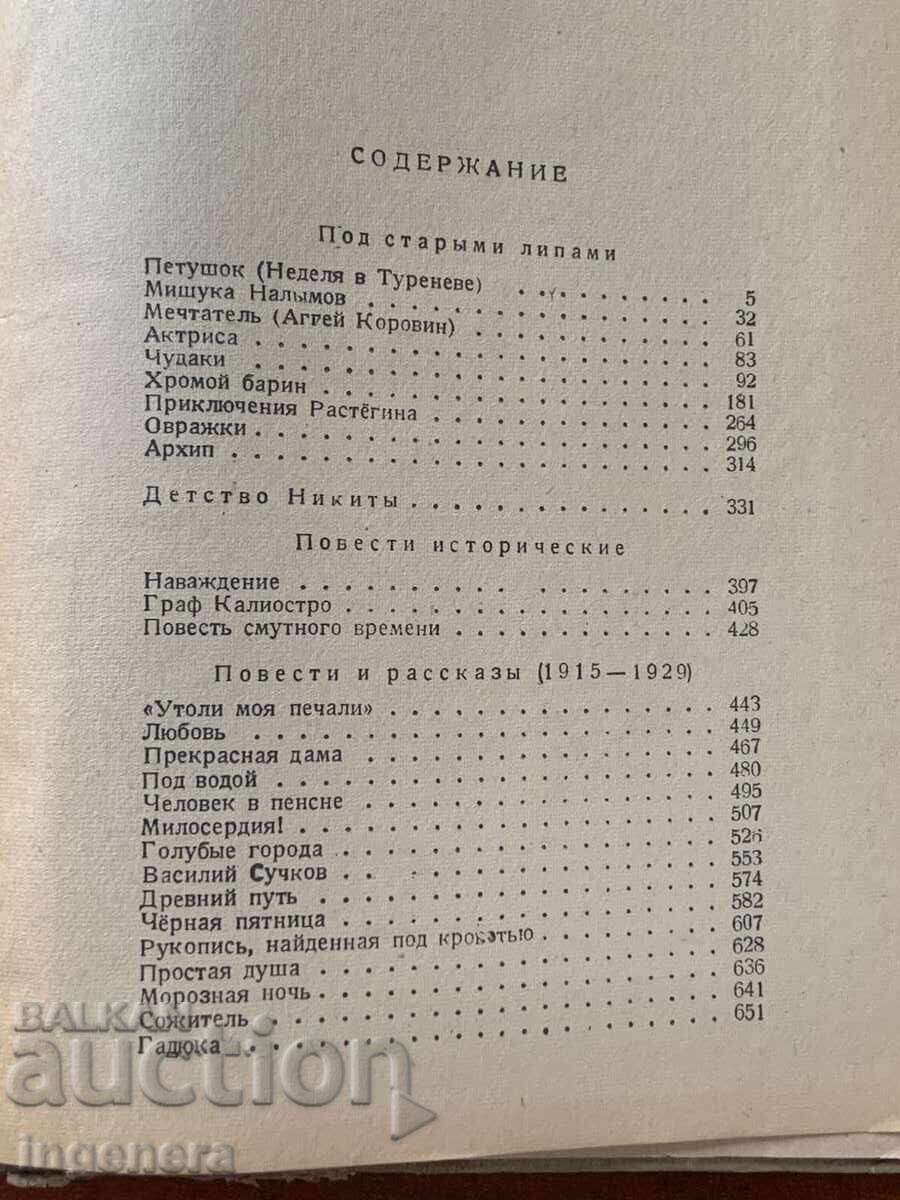 СОДЕРЖАНИЕ
Под старыми липами
Петушок (Неделя в Туреневе) . . . . . . . . . 5
Мишука Налымов . . . . . . . . . . . . . 32
Мечтатель (Аггей Коровин) . . . . . . . . . 61
Актриса . . . . . . . . . . . . . . . . 83
Чудаки . . . . . . . . . . . . . . . . 92
Хромой барин . . . . . . . . . . . . . . 181
Приключения Растёгина . . . . . . . . . . 264
Овражки . . . . . . . . . . . . . . . . 296
Архип . . . . . . . . . . . . . . . . . 314
Детство Никиты . . . . . . . . . . . . . 331
Повести исторические
Наваждение . . . . . . . . . . . . . . . 397
Граф Калиостро . . . . . . . . . . . . . 405
Повесть смутного времени . . . . . . . . . 428
Повести и рассказы (1915—1929)
«Утоли моя печали» . . . . . . . . . . . . 443
Любовь . . . . . . . . . . . . . . . . 449
Прекрасная дама . . . . . . . . . . . . . 467
Под водой . . . . . . . . . . . . . . . 480
Человек в пенсне . . . . . . . . . . . . . 495
Милосердия! . . . . . . . . . . . . . . 507
Голубые города . . . . . . . . . . . . . 526
Василий Сучков . . . . . . . . . . . . . 553
Древний путь . . . . . . . . . . . . . . 574
Чёрная пятница . . . . . . . . . . . . . 582
Рукопись, найденная под кроватью . . . . . . 607
Простая душа . . . . . . . . . . . . . . 628
Морозная ночь . . . . . . . . . . . . . . 636
Сожитель . . . . . . . . . . . . . . . 641
Гадюка . . . . . . . . . . . . . . . . 651
BALKAN
auction
ingenera